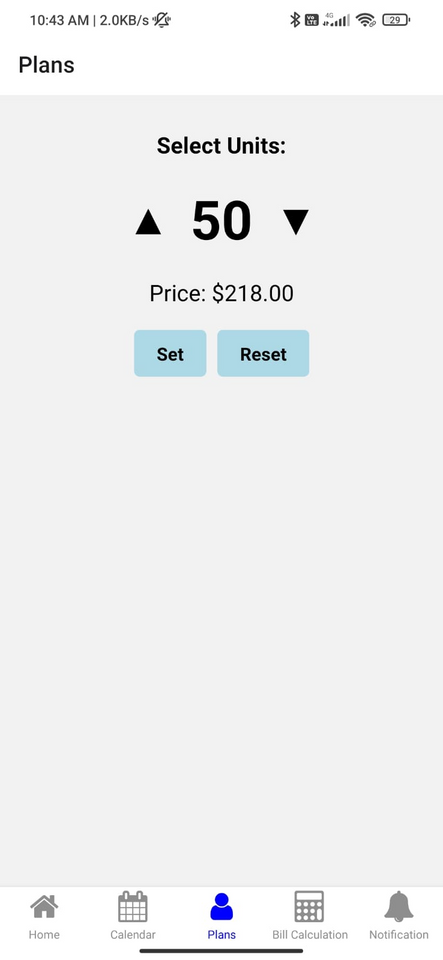 10:43 AM | 2.0KB/s
4G
29
Plans
Select Units:
50
Price: $218.00
Set Reset
Home Calendar Plans Bill Calculation Notification